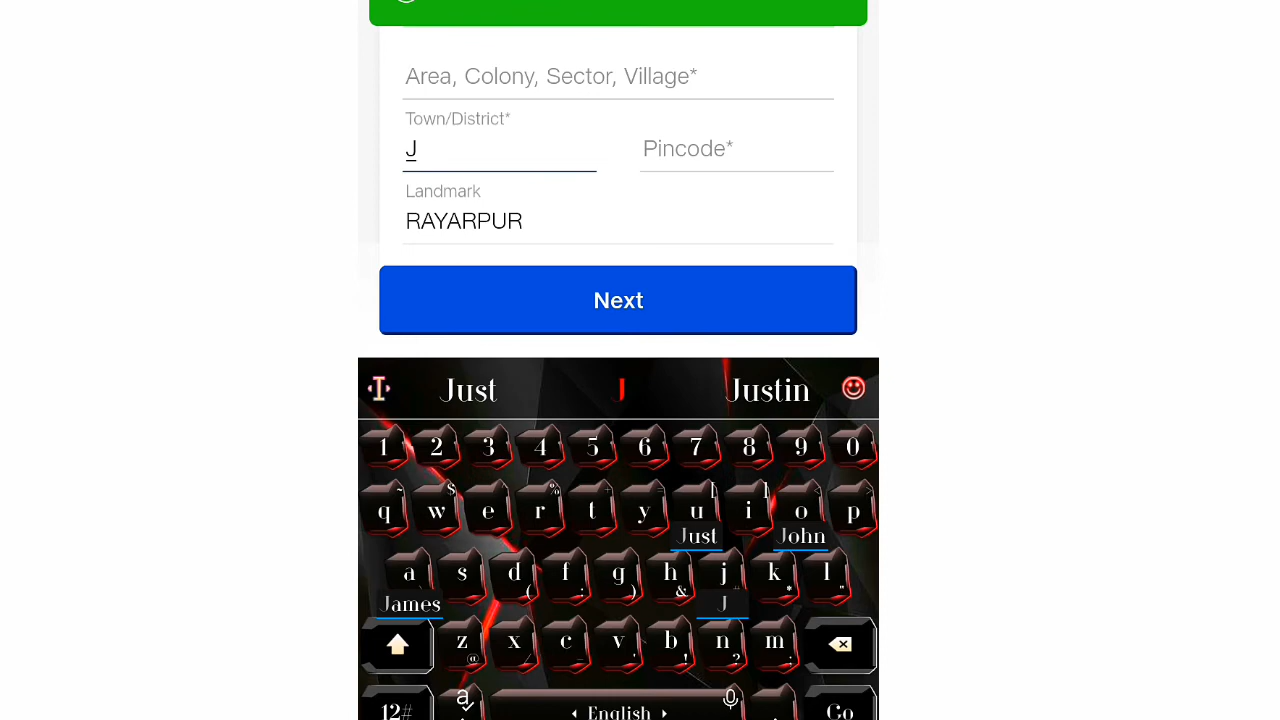 Area, Colony, Sector, Village*
Town/District*
J
Pincode*
Landmark
RAYARPUR
Next
Just J Justin
1 2 3 4 5 6 7 8 9 0
~ $ % + = [ ] < >
q w e r t y u i o p
Just John
a s d f g h j k l
( : ) & # * "
James J
z x c v b n m
@ / - ' ! ? ;
12# a English Go